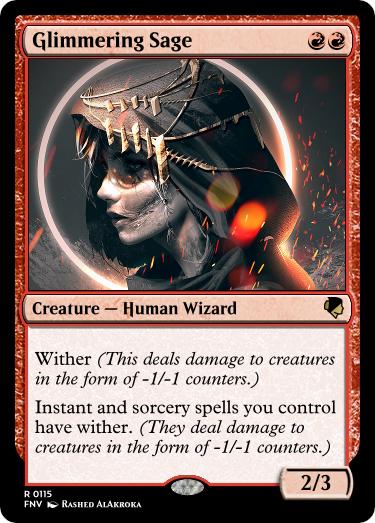 Glimmering Sage
Creature — Human Wizard
Wither (This deals damage to creatures
in the form of -1/-1 counters.)
Instant and sorcery spells you control
have wither. (They deal damage to
creatures in the form of -1/-1 counters.)
2/3
R 0115
FNV Rashed AlAkroka